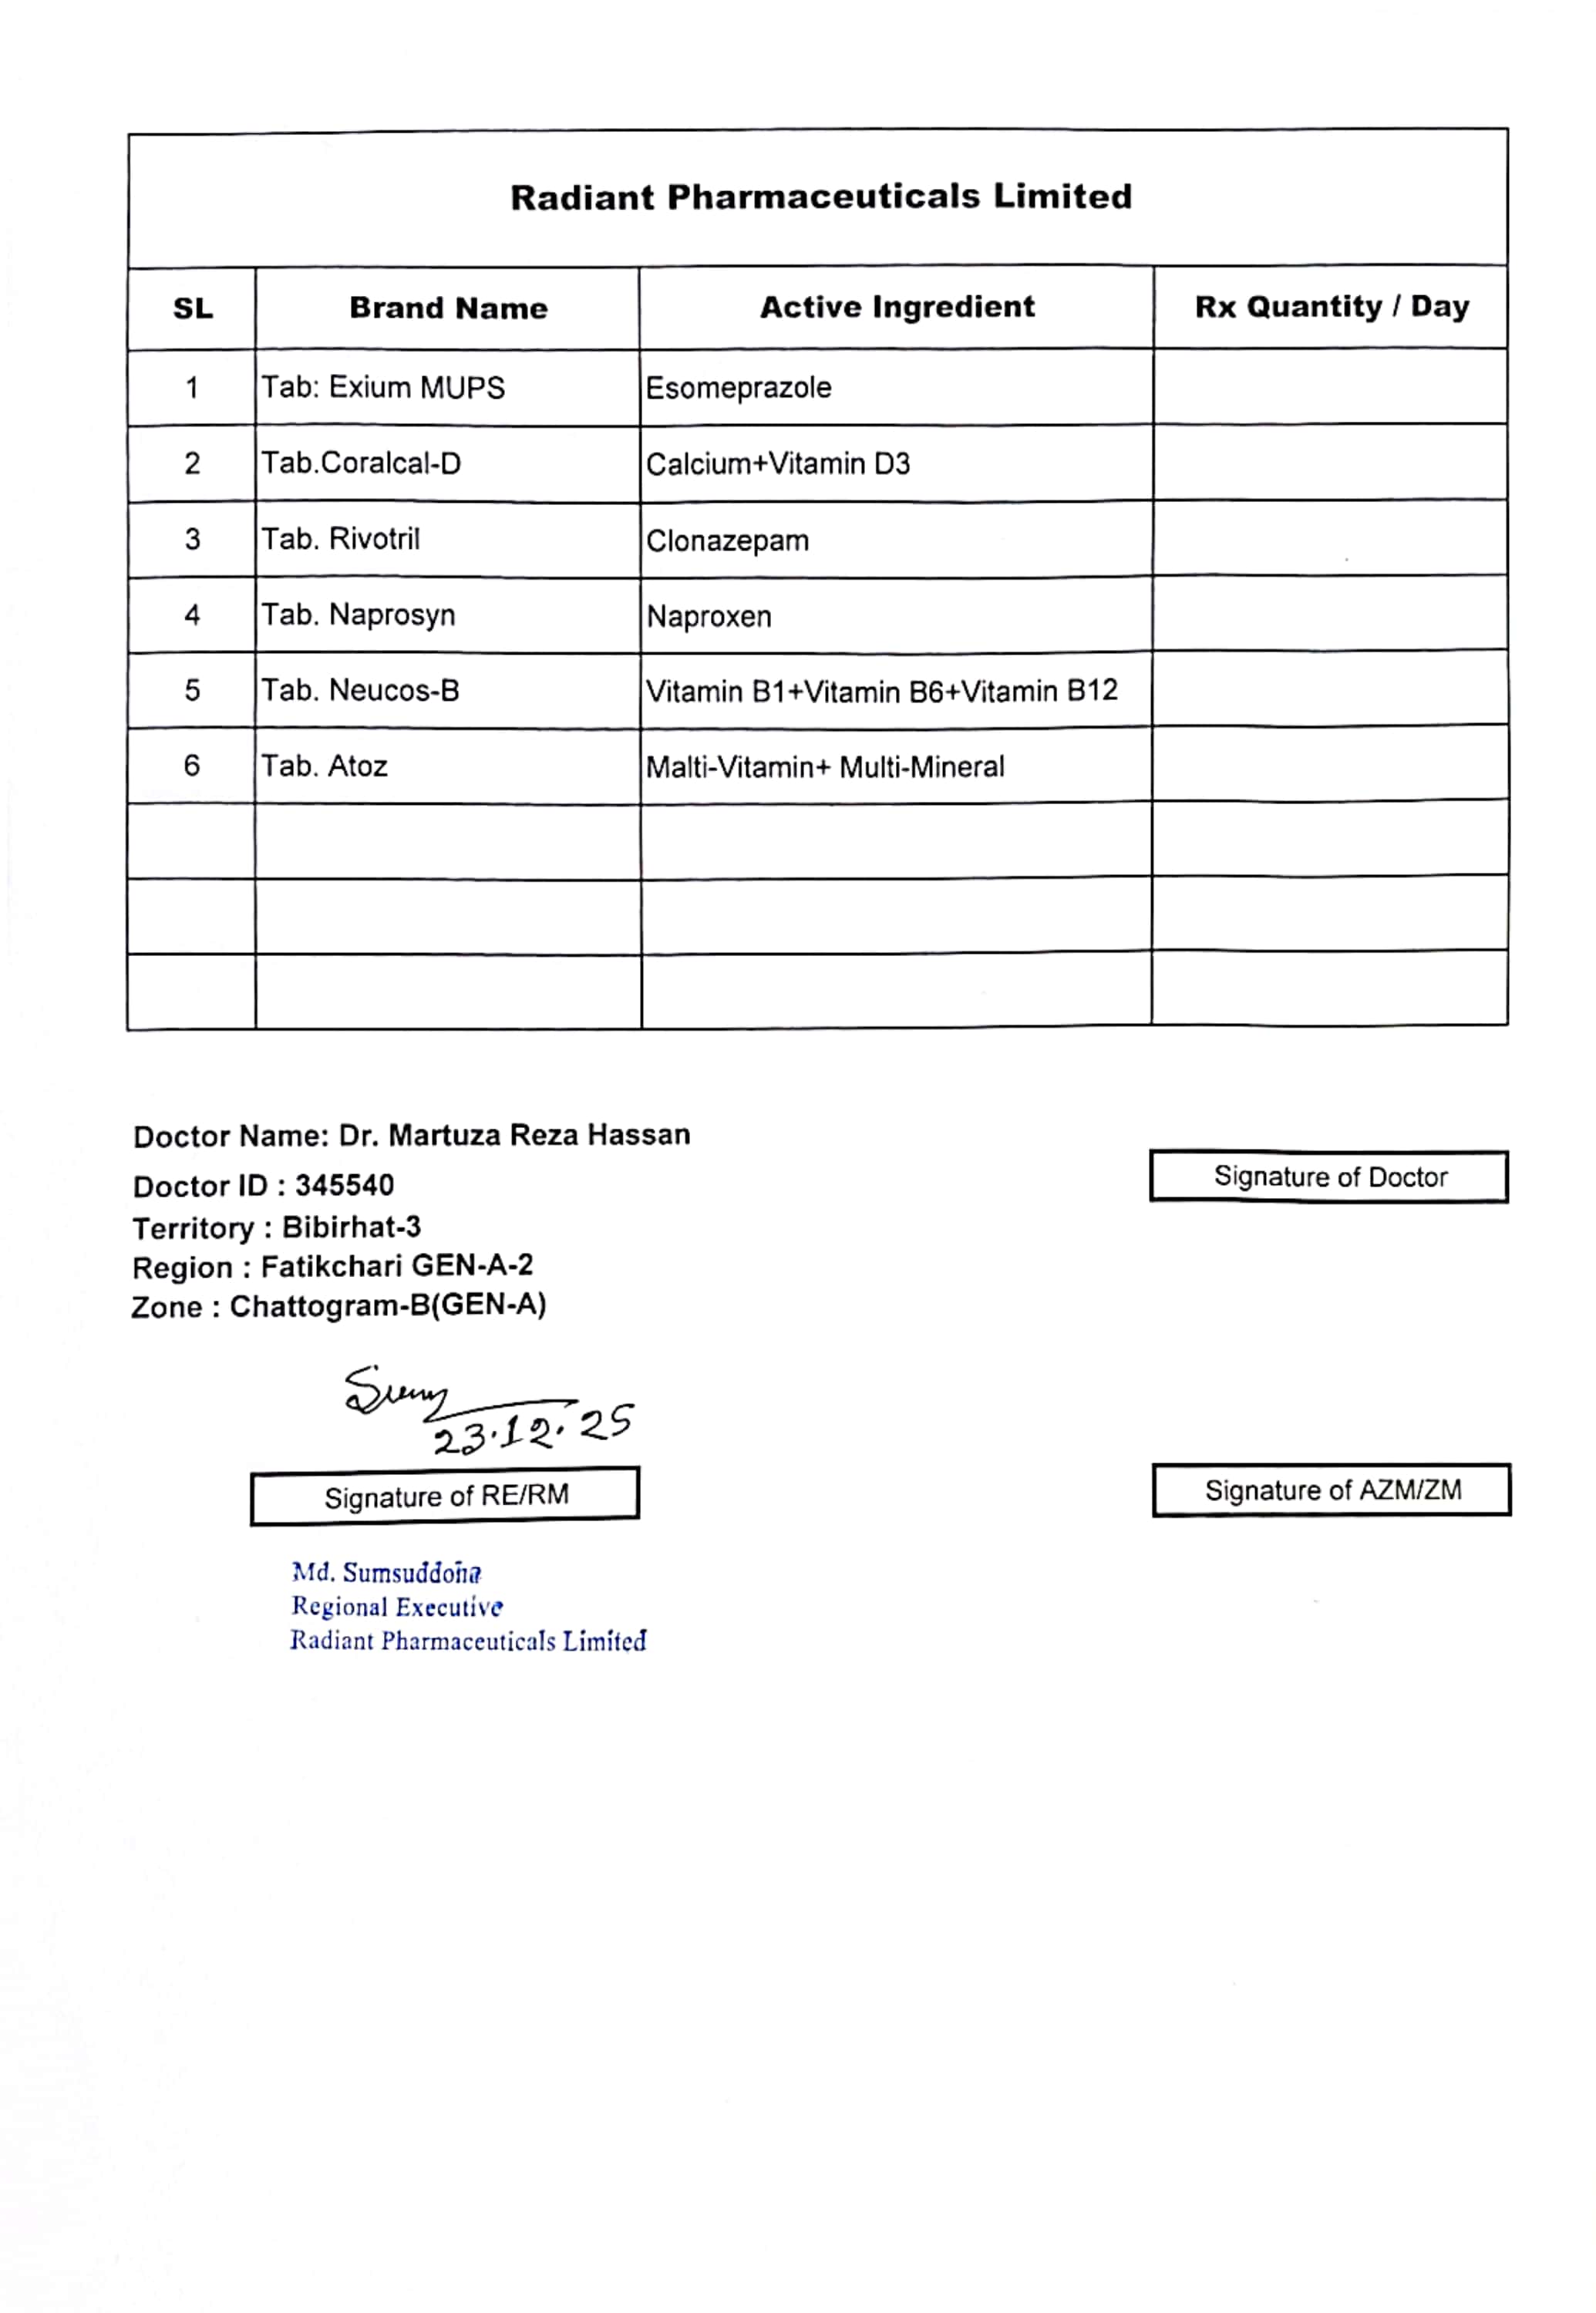 Radiant Pharmaceuticals Limited
SL Brand Name Active Ingredient Rx Quantity / Day
1 Tab: Exium MUPS Esomeprazole
2 Tab.Coralcal-D Calcium+Vitamin D3
3 Tab. Rivotril Clonazepam
4 Tab. Naprosyn Naproxen
5 Tab. Neucos-B Vitamin B1+Vitamin B6+Vitamin B12
6 Tab. Atoz Malti-Vitamin+ Multi-Mineral
Doctor Name: Dr. Martuza Reza Hassan
Doctor ID : 345540
Signature of Doctor
Territory : Bibirhat-3
Region : Fatikchari GEN-A-2
Zone : Chattogram-B(GEN-A)
23.12.25
Signature of RE/RM
Signature of AZM/ZM
Md. Sumsuddoha
Regional Executive
Radiant Pharmaceuticals Limited